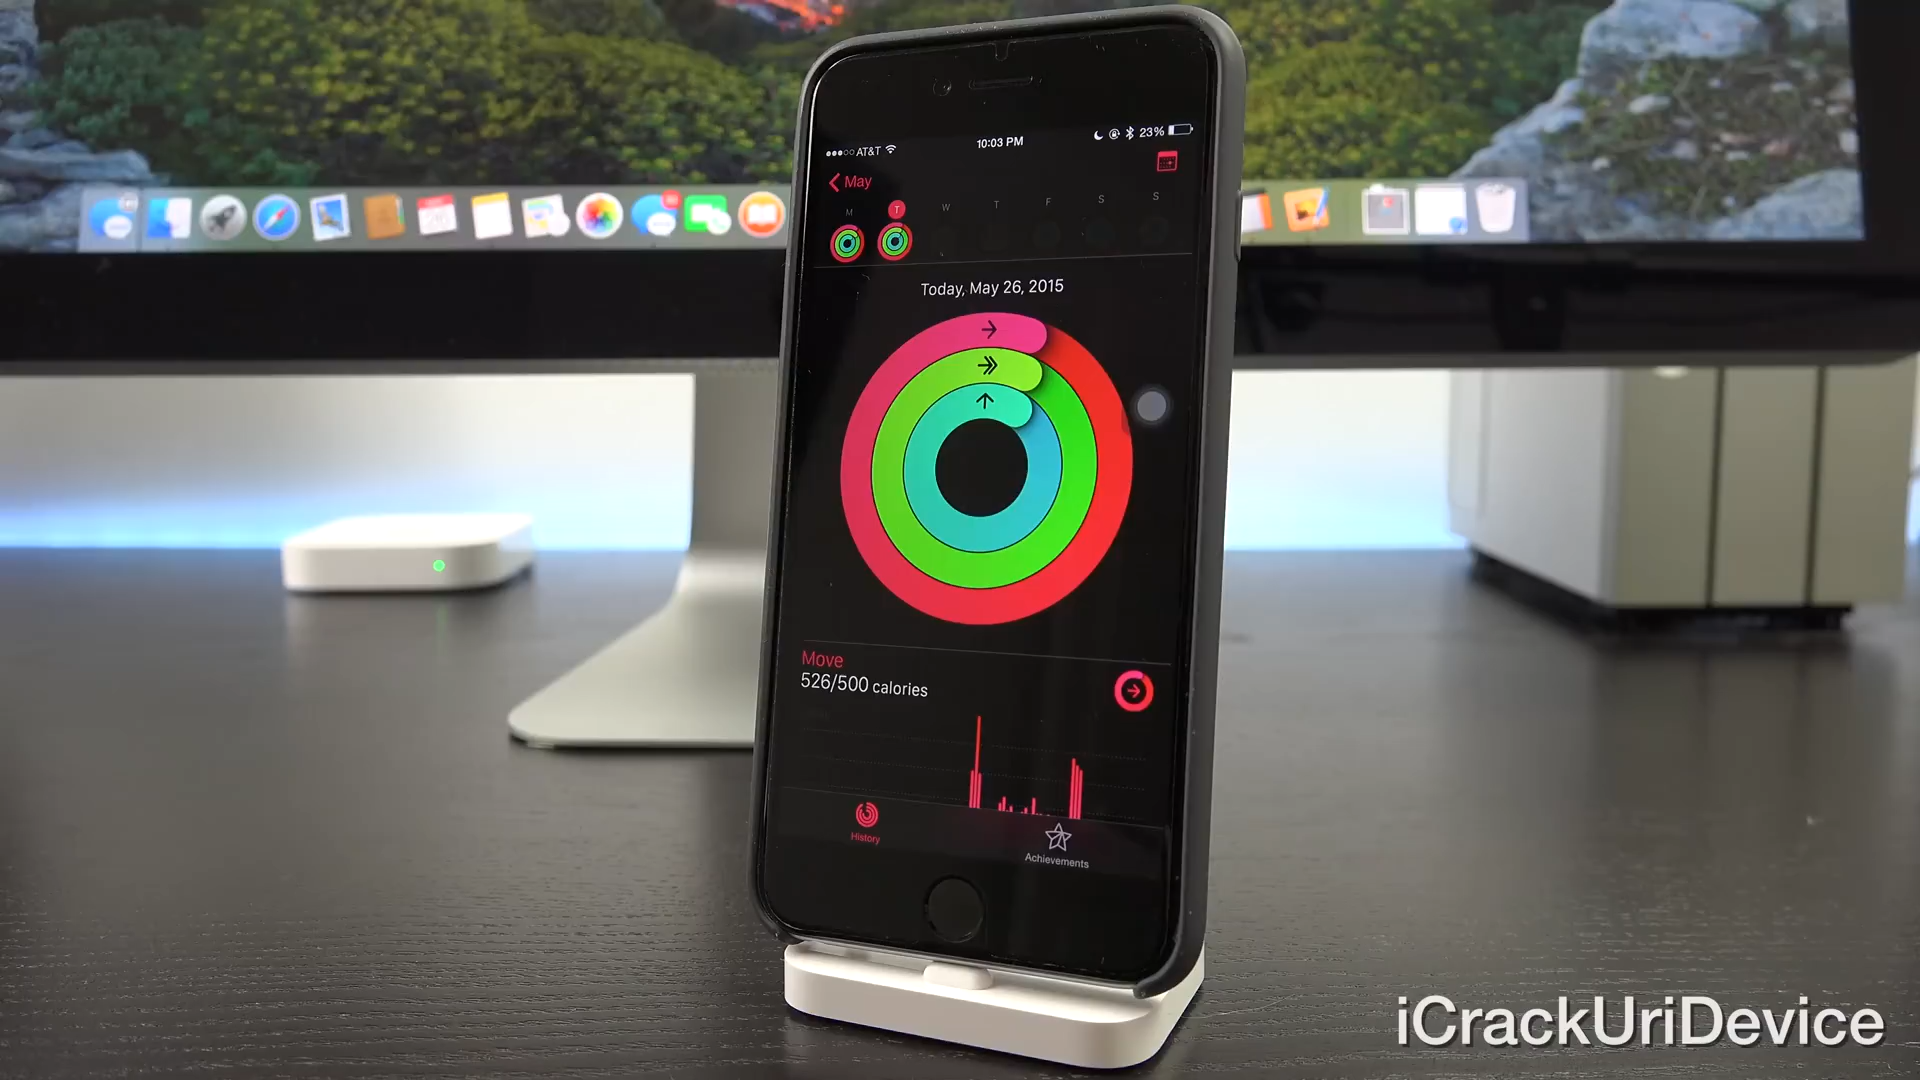 AT&T
10:03 PM
23%
May
M T W T F S S
Today, May 26, 2015
Move
526/500 calories
History
Achievements
iCrackUriDevice